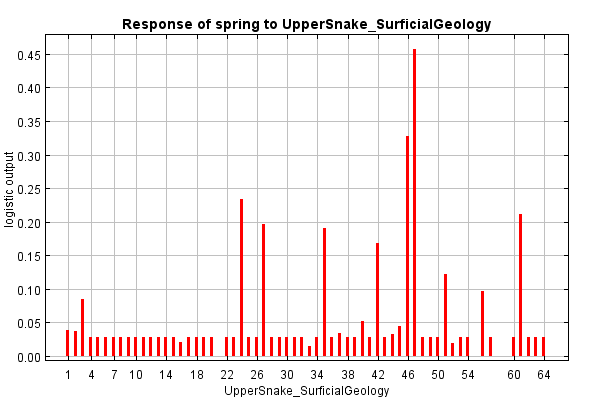 Response of spring to UpperSnake_SurficialGeology
logistic output
0.45
0.40
0.35
0.30
0.25
0.20
0.15
0.10
0.05
0.00
1 4 7 10 14 18 22 26 30 34 38 42 46 50 54 60 64
UpperSnake_SurficialGeology